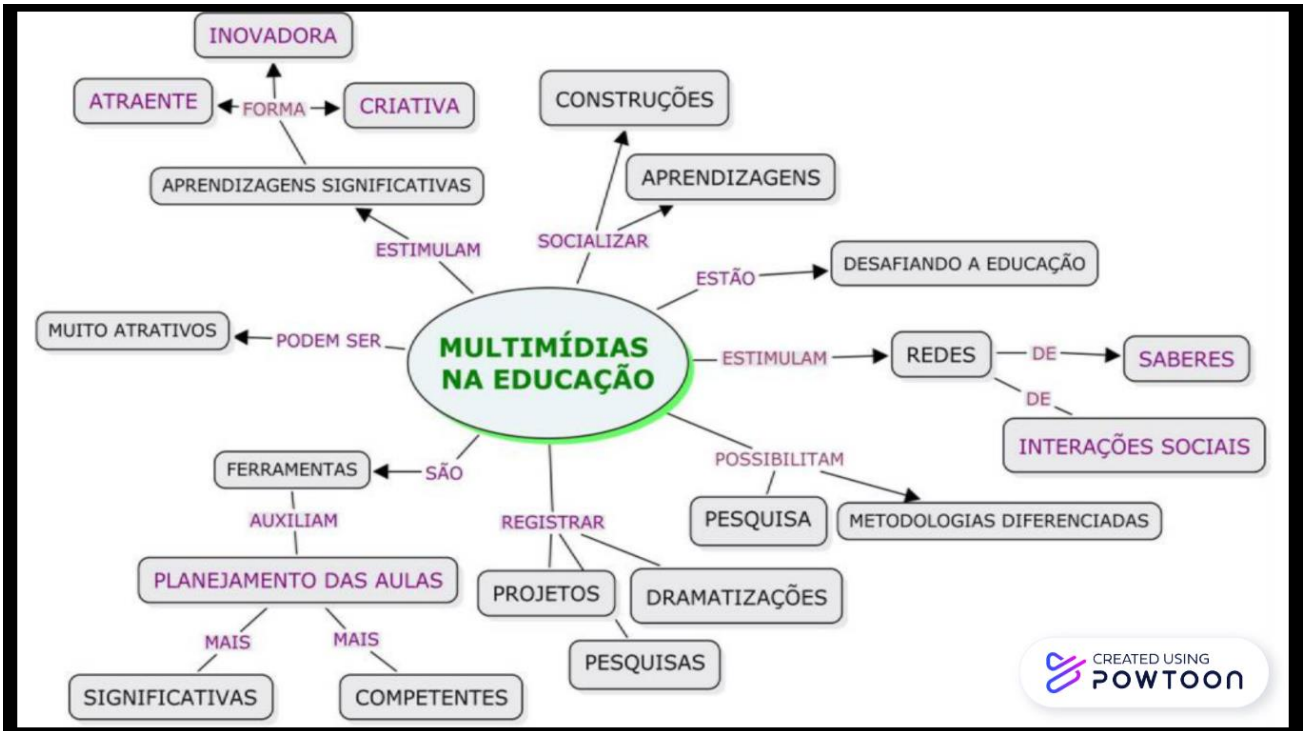 INOVADORA
ATRAENTE
FORMA
CRIATIVA
APRENDIZAGENS SIGNIFICATIVAS
ESTIMULAM
CONSTRUÇÕES
APRENDIZAGENS
SOCIALIZAR
ESTÃO
DESAFIANDO A EDUCAÇÃO
MUITO ATRATIVOS
PODEM SER
MULTIMÍDIAS
NA EDUCAÇÃO
ESTIMULAM
REDES
DE
SABERES
DE
INTERAÇÕES SOCIAIS
FERRAMENTAS
SÃO
AUXILIAM
PLANEJAMENTO DAS AULAS
MAIS
MAIS
SIGNIFICATIVAS
COMPETENTES
REGISTRAR
PROJETOS
DRAMATIZAÇÕES
PESQUISAS
POSSIBILITAM
PESQUISA
METODOLOGIAS DIFERENCIADAS
CREATED USING
POWTOON